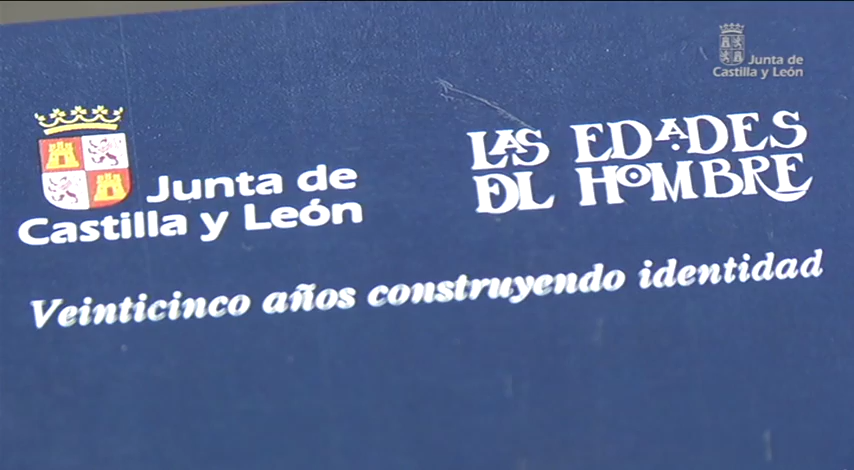 Junta de
Castilla y León
Junta de
Castilla y León
LAS EDADES
DEL HOMBRE
Veinticinco años construyendo identidad